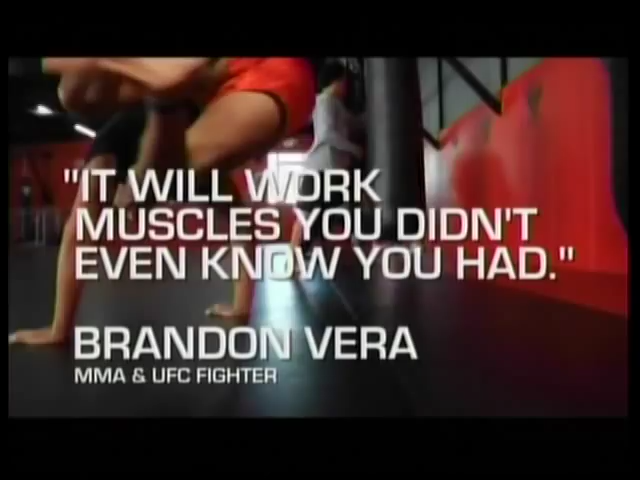 "IT WILL WORK
MUSCLES YOU DIDN'T
EVEN KNOW YOU HAD."
BRANDON VERA
MMA & UFC FIGHTER